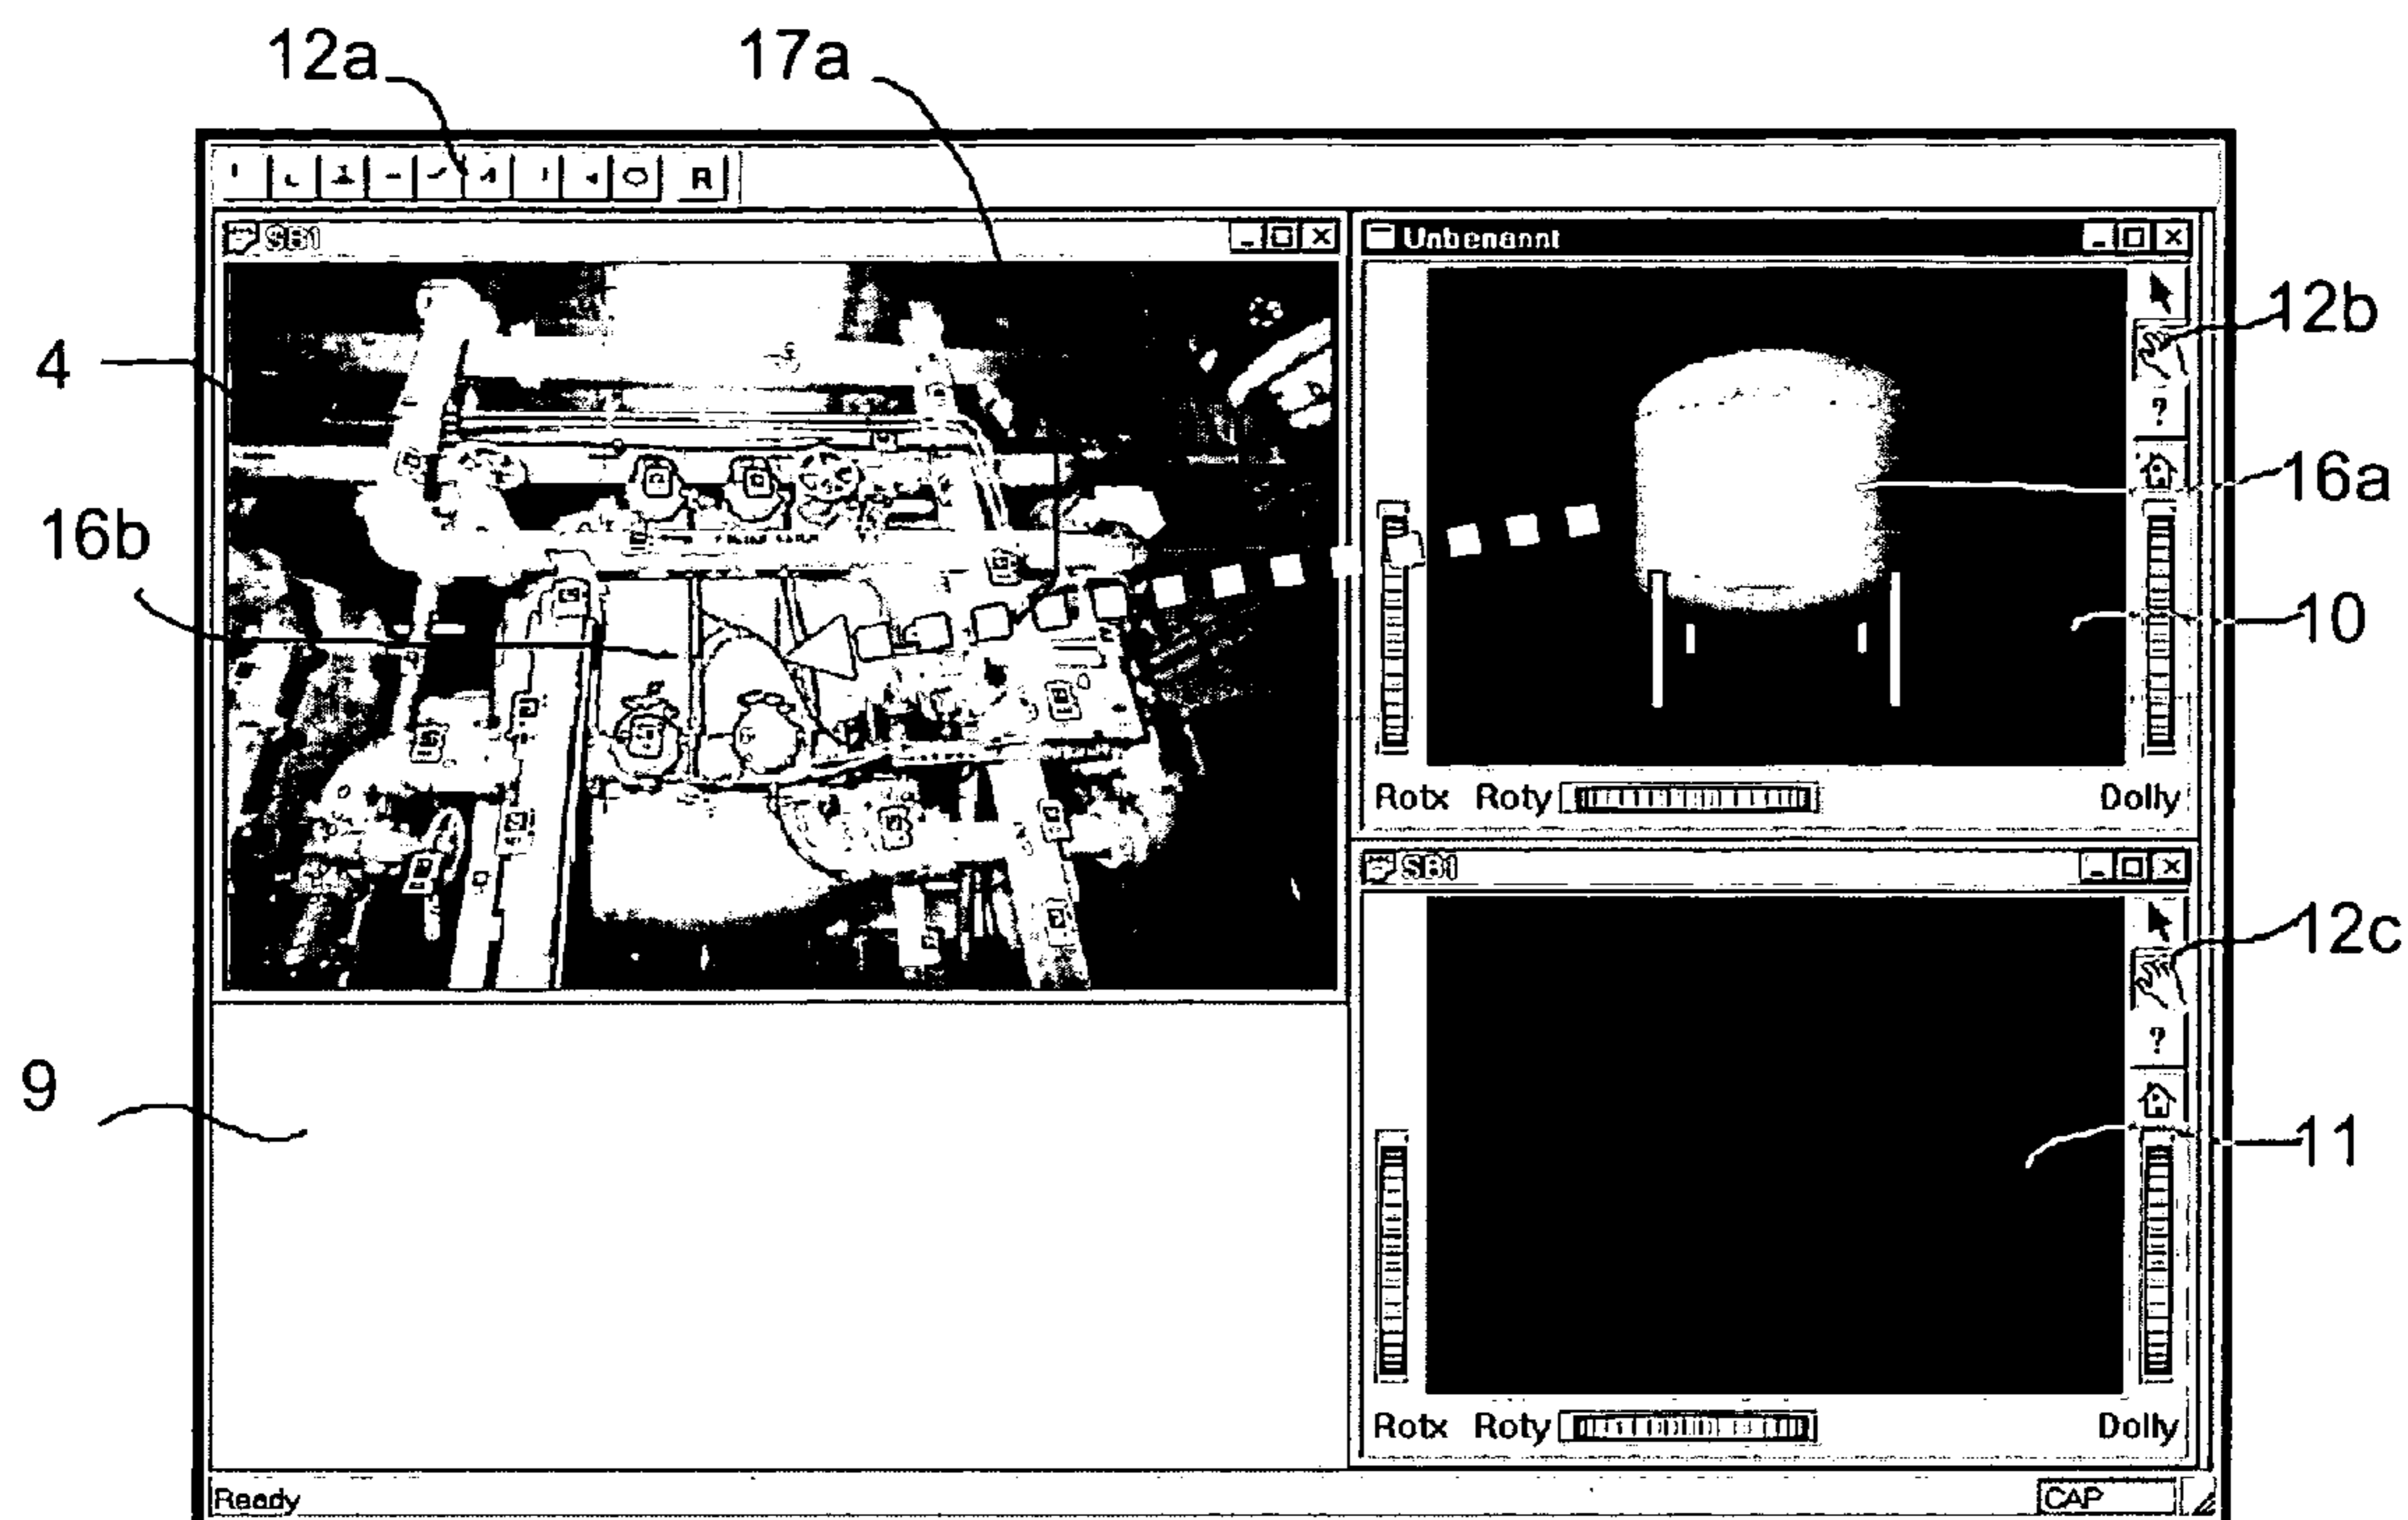 12a 17a
R
SB1
Unbenannt
12b
4
?
16a
16b
10
Rotx Roty Dolly
SB1
12c
?
9
11
Rotx Roty Dolly
Ready
CAP